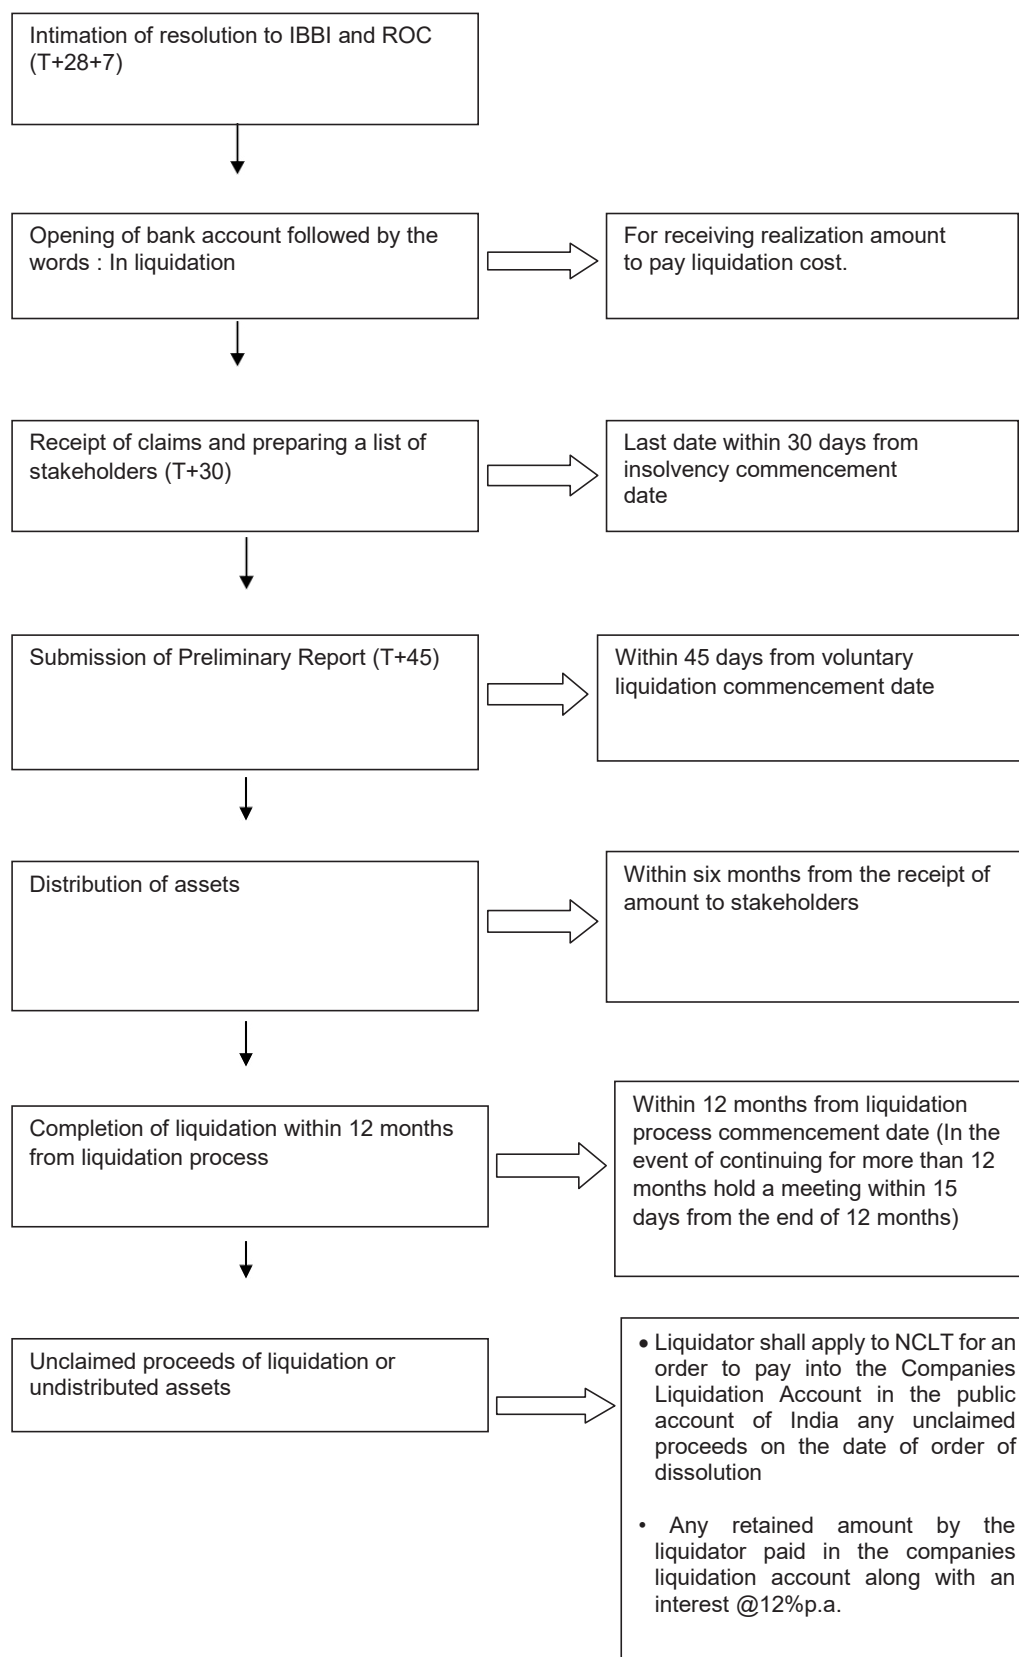 Intimation of resolution to IBBI and ROC
(T+28+7)
Opening of bank account followed by the
words : In liquidation
For receiving realization amount
to pay liquidation cost.
Receipt of claims and preparing a list of
stakeholders (T+30)
Last date within 30 days from
insolvency commencement
date
Submission of Preliminary Report (T+45)
Within 45 days from voluntary
liquidation commencement date
Distribution of assets
Within six months from the receipt of
amount to stakeholders
Completion of liquidation within 12 months
from liquidation process
Within 12 months from liquidation
process commencement date (In the
event of continuing for more than 12
months hold a meeting within 15
days from the end of 12 months)
Unclaimed proceeds of liquidation or
undistributed assets
• Liquidator shall apply to NCLT for an
order to pay into the Companies
Liquidation Account in the public
account of India any unclaimed
proceeds on the date of order of
dissolution
• Any retained amount by the
liquidator paid in the companies
liquidation account along with an
interest @12%p.a.